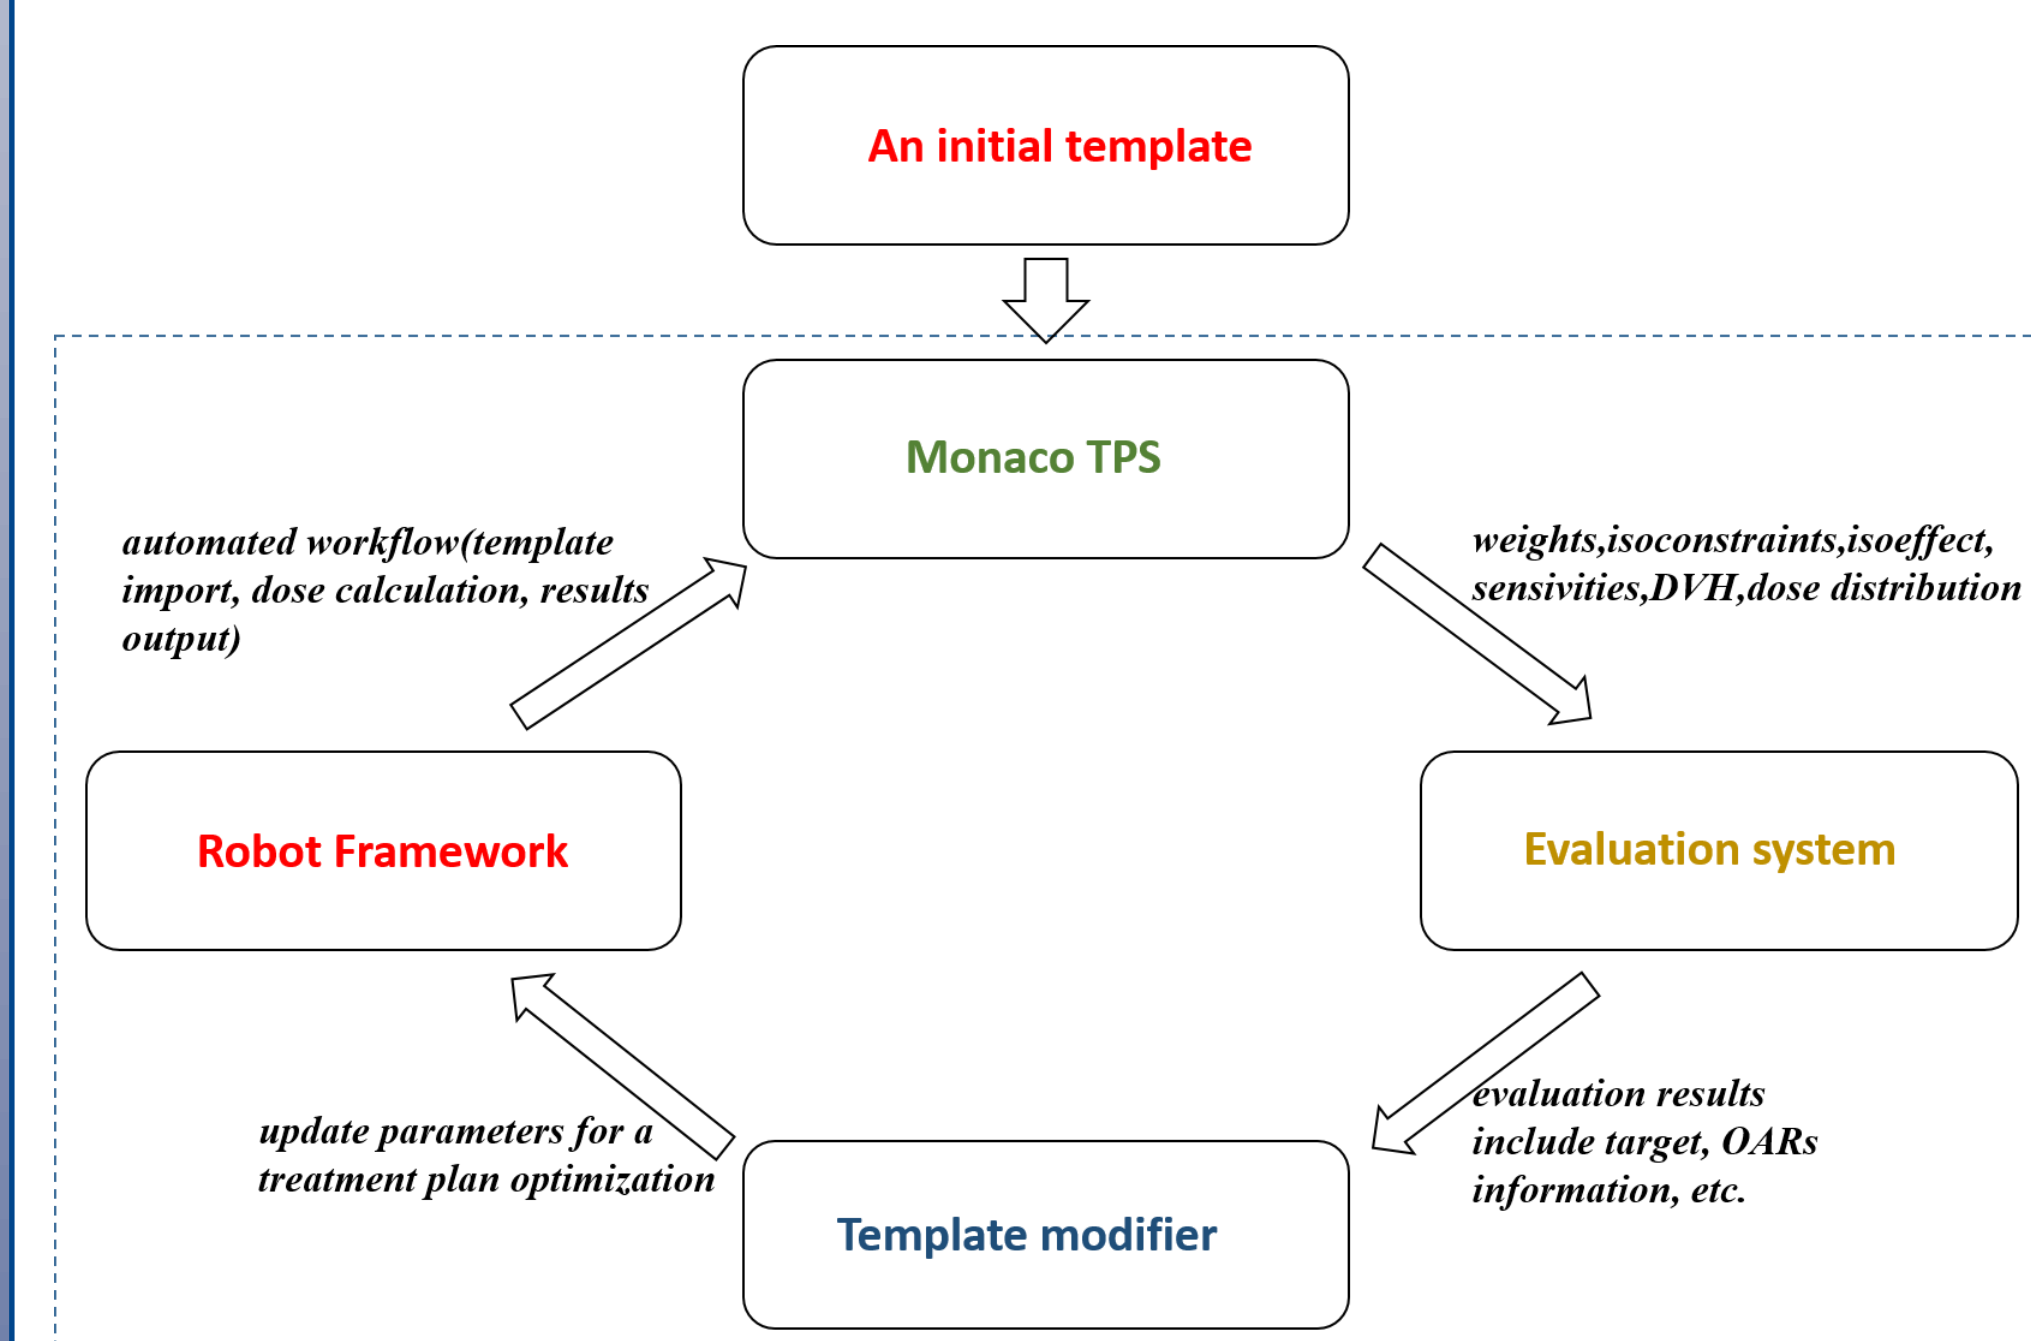 An initial template
Monaco TPS
automated workflow(template
import, dose calculation, results
output)
weights,isoconstraints,isoeffect,
sensivities,DVH,dose distribution
Robot Framework
Evaluation system
update parameters for a
treatment plan optimization
evaluation results
include target, OARs
information, etc.
Template modifier